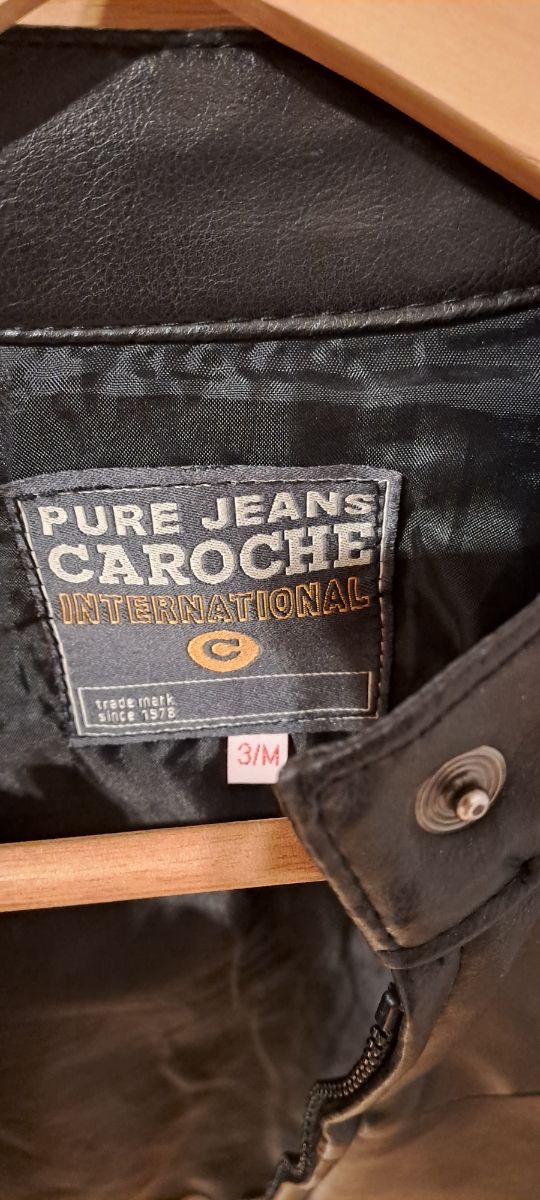 PURE JEANS
CAROCHE
INTERNATIONAL
C
trade mark
since 1978
3/M